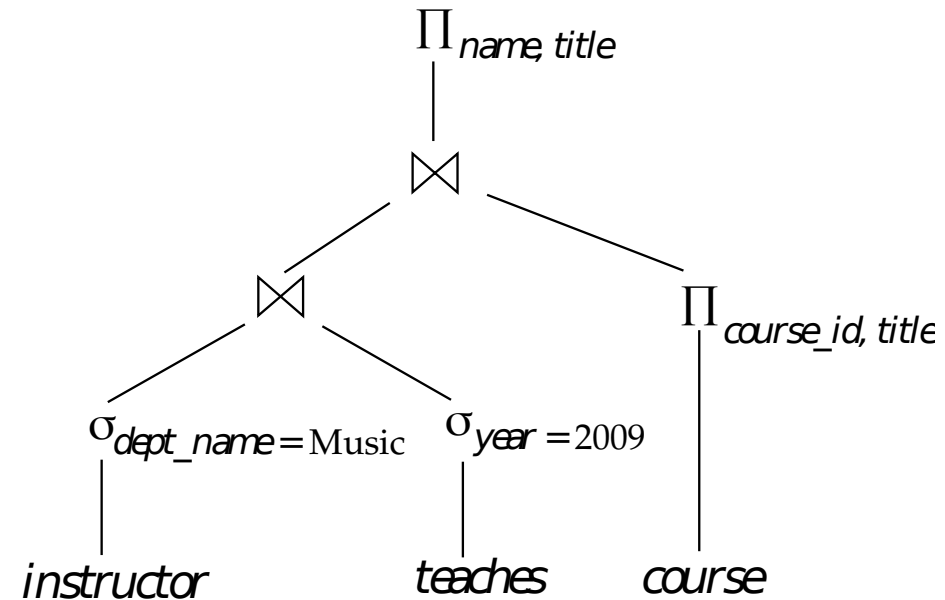 ∏ name, title
⋈
⋈
∏ course_id, title
σ dept_name = Music
σ year = 2009
instructor
teaches
course